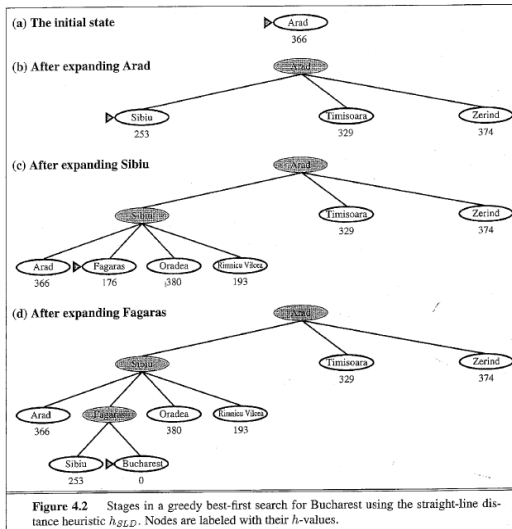 (a) The initial state
Arad
366
(b) After expanding Arad
Arad
Sibiu
Timisoara
Zerind
253
329
374
(c) After expanding Sibiu
Arad
Sibiu
Timisoara
Zerind
329
374
Arad
Fagaras
Oradea
Rimnicu Vilcea
366
176
380
193
(d) After expanding Fagaras
Arad
Sibiu
Timisoara
Zerind
329
374
Arad
Fagaras
Oradea
Rimnicu Vilcea
366
380
193
Sibiu
Bucharest
253
0
Figure 4.2 Stages in a greedy best-first search for Bucharest using the straight-line dis-
tance heuristic hSLD. Nodes are labeled with their h-values.